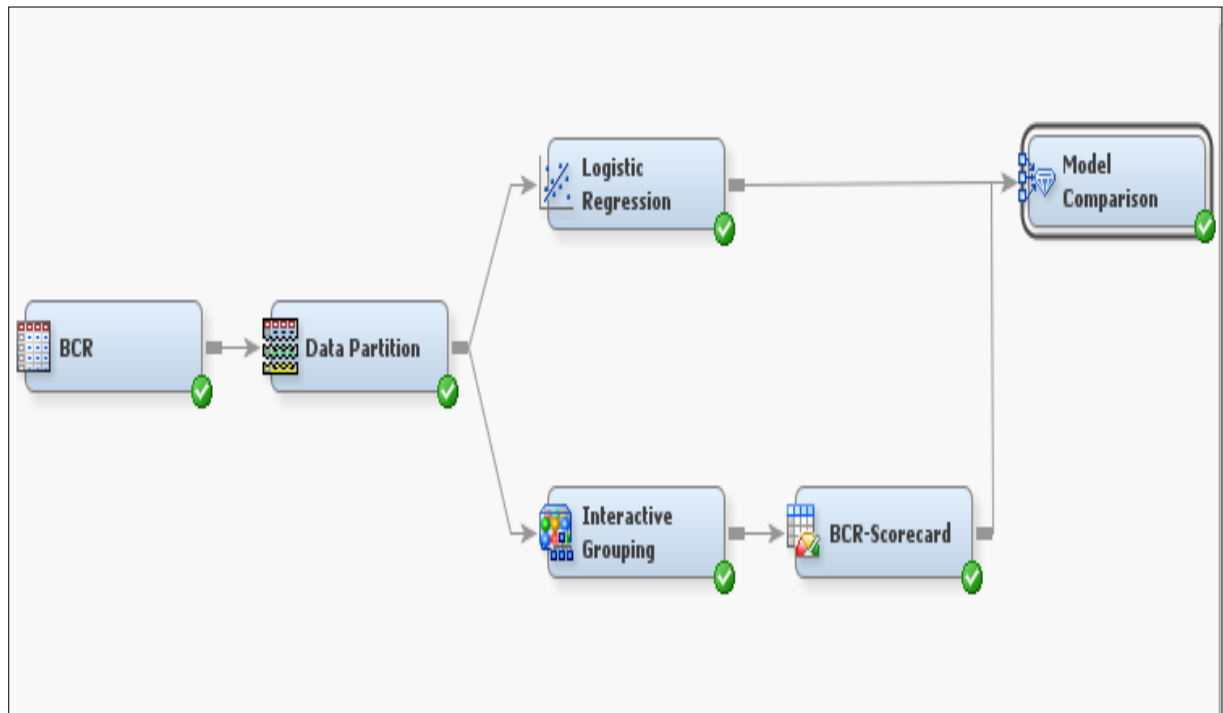 BCR
Data Partition
Logistic
Regression
Interactive
Grouping
BCR-Scorecard
Model
Comparison